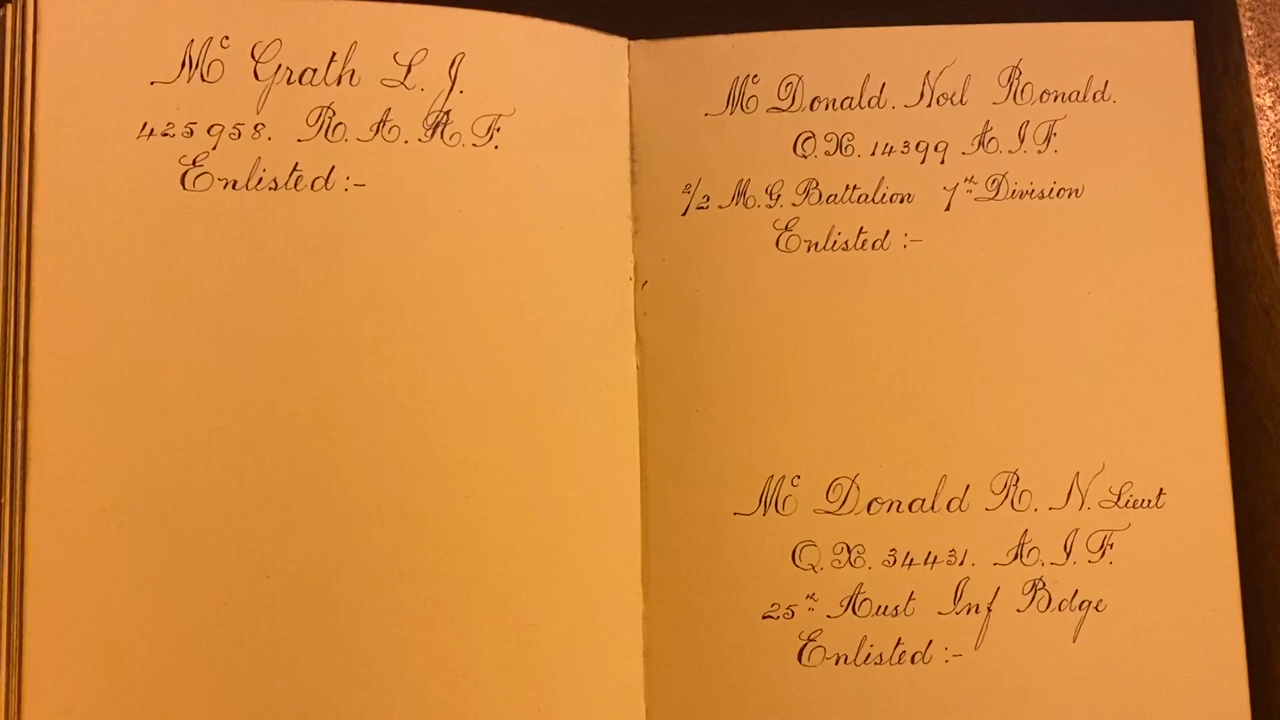 Mc Grath L. J.
425958. R. A. A. F.
Enlisted :-
Mc Donald. Noel Ronald.
Q. X. 14399 A. I. F.
2/2 M. G. Battalion 7th Division
Enlisted :-
Mc Donald R. N. Lieut
Q. X. 34431. A. I. F.
25th Aust Inf Bdge
Enlisted :-